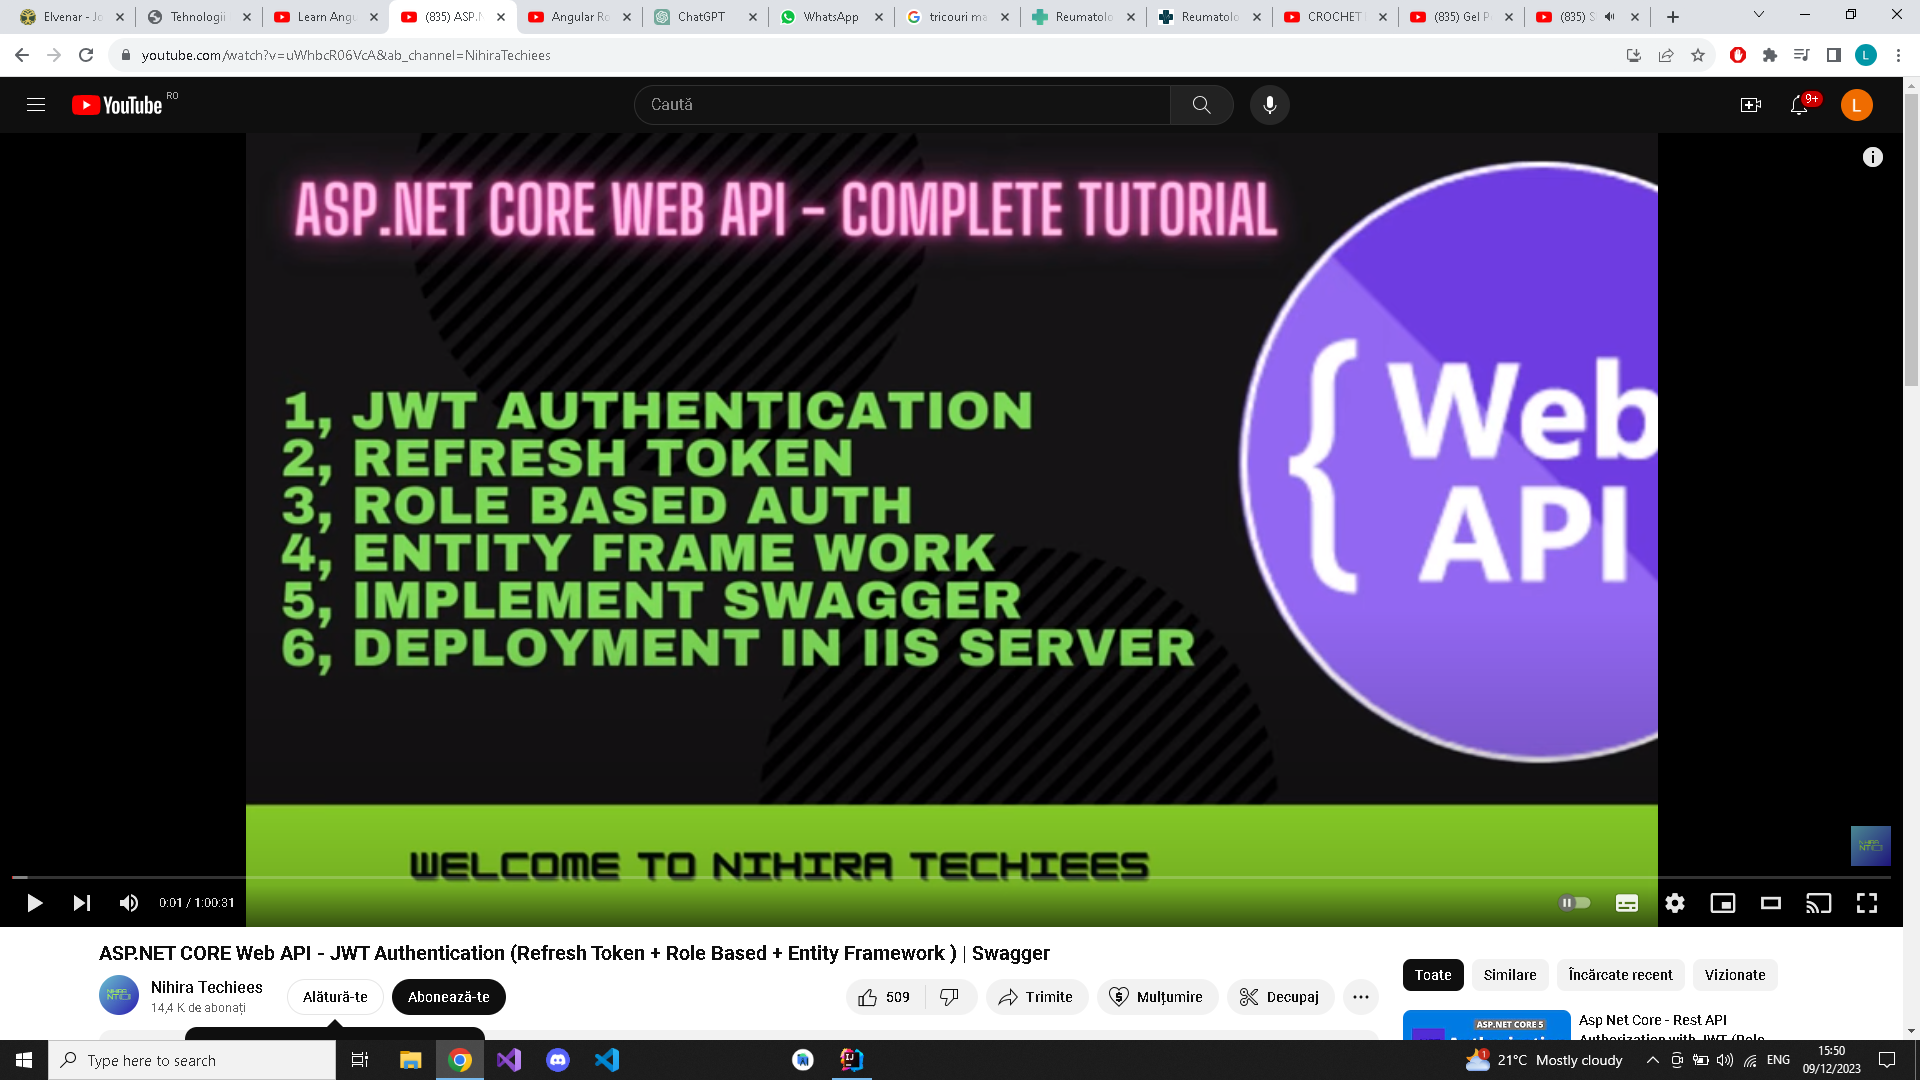 Elvenar - Jo
Tehnologii
Learn Angu
(835) ASP.N
Angular Ro
ChatGPT
WhatsApp
tricouri ma
Reumatolo
Reumatolo
CROCHET
(835) Gel P
(835) S
youtube.com/watch?v=uWhbcR06VcA&ab_channel=NihiraTechiees
L
YouTube RO
Caută
9+
L
ASP.NET CORE WEB API - COMPLETE TUTORIAL
1, JWT AUTHENTICATION
2, REFRESH TOKEN
3, ROLE BASED AUTH
4, ENTITY FRAME WORK
5, IMPLEMENT SWAGGER
6, DEPLOYMENT IN IIS SERVER
{ Web
API
WELCOME TO NIHIRA TECHIEES
0:01 / 1:00:31
ASP.NET CORE Web API - JWT Authentication (Refresh Token + Role Based + Entity Framework ) | Swagger
Nihira Techiees
14,4 K de abonați
Alătură-te
Abonează-te
509
Trimite
Mulțumire
Decupaj
Toate
Similare
Încărcate recent
Vizionate
ASP.NET CORE 5
Asp Net Core - Rest API
Authorization with JWT (Role
Type here to search
21°C Mostly cloudy
ENG
15:50
09/12/2023